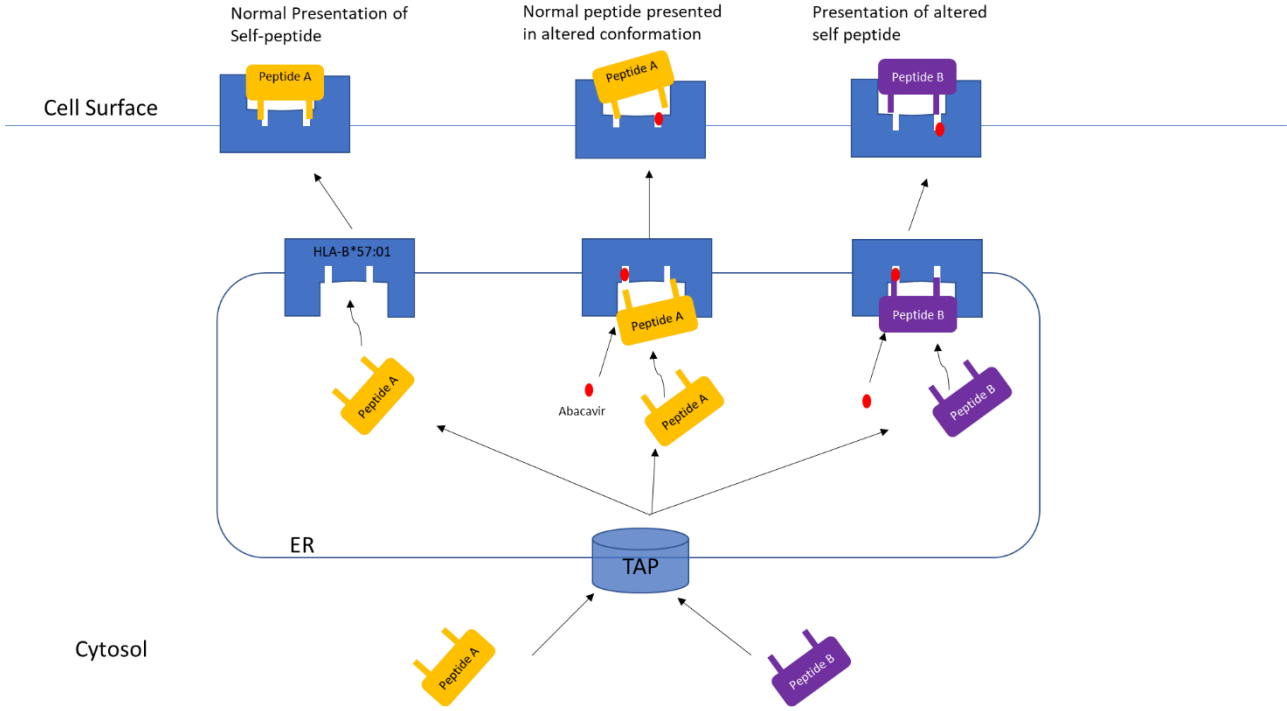 Normal Presentation of
Self-peptide
Normal peptide presented
in altered conformation
Presentation of altered
self peptide
Peptide A
Peptide A
Peptide B
Cell Surface
HLA-B*57:01
Peptide A
Peptide B
Peptide A
Abacavir
Peptide A
Peptide B
ER
TAP
Cytosol
Peptide A
Peptide B